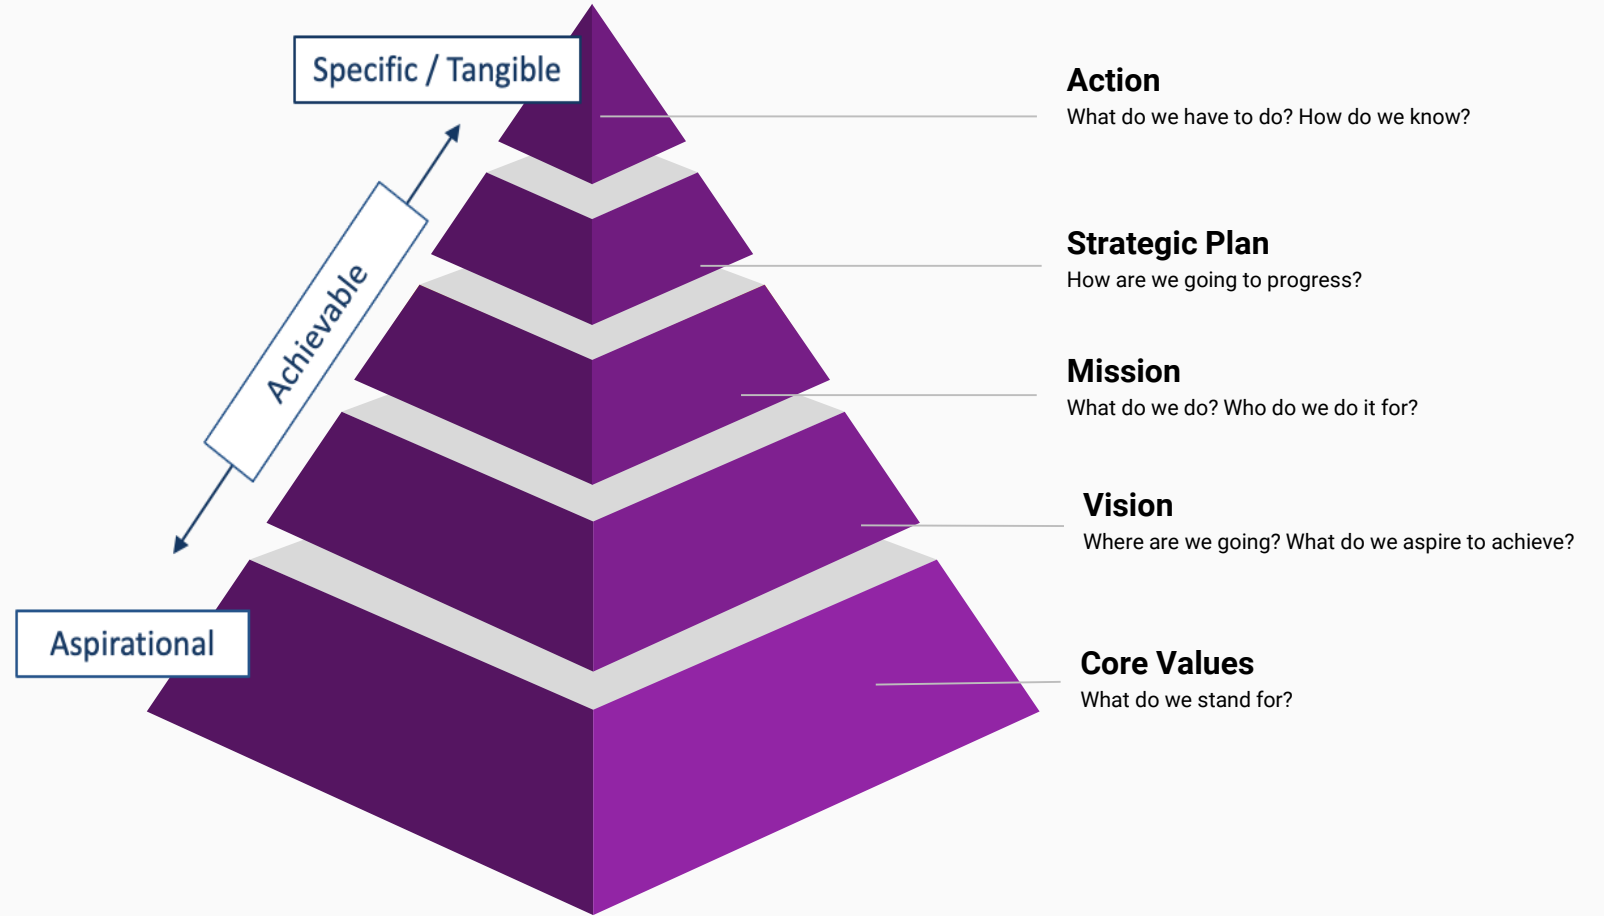 Specific / Tangible
Action
What do we have to do? How do we know?
Strategic Plan
How are we going to progress?
Achievable
Mission
What do we do? Who do we do it for?
Vision
Where are we going? What do we aspire to achieve?
Aspirational
Core Values
What do we stand for?